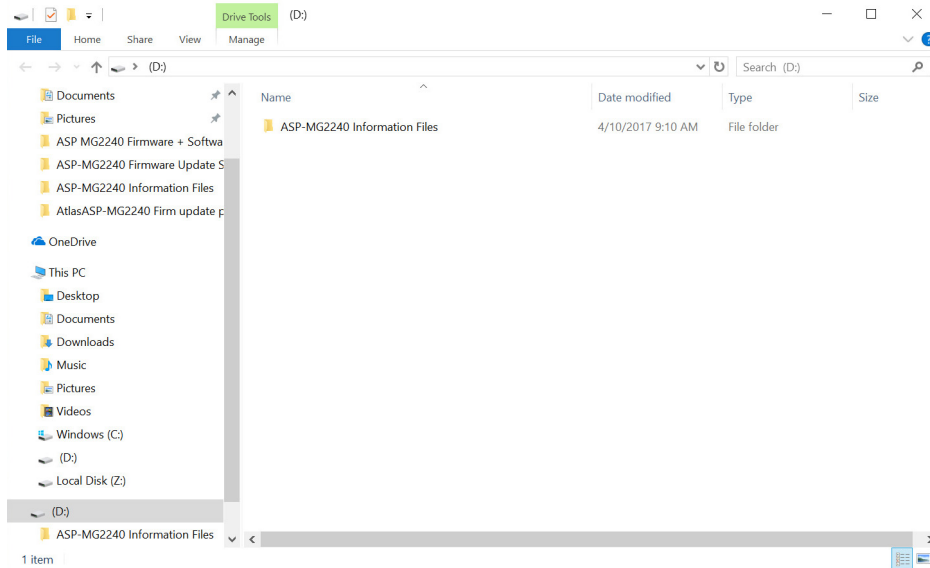 Drive Tools
(D:)
File
Home
Share
View
Manage
(D:)
Search (D:)
Documents
Pictures
ASP MG2240 Firmware + Softwa
ASP-MG2240 Firmware Update S
ASP-MG2240 Information Files
AtlasASP-MG2240 Firm update p
OneDrive
This PC
Desktop
Documents
Downloads
Music
Pictures
Videos
Windows (C:)
(D:)
Local Disk (Z:)
(D:)
ASP-MG2240 Information Files
Name
Date modified
Type
Size
ASP-MG2240 Information Files
4/10/2017 9:10 AM
File folder
1 item